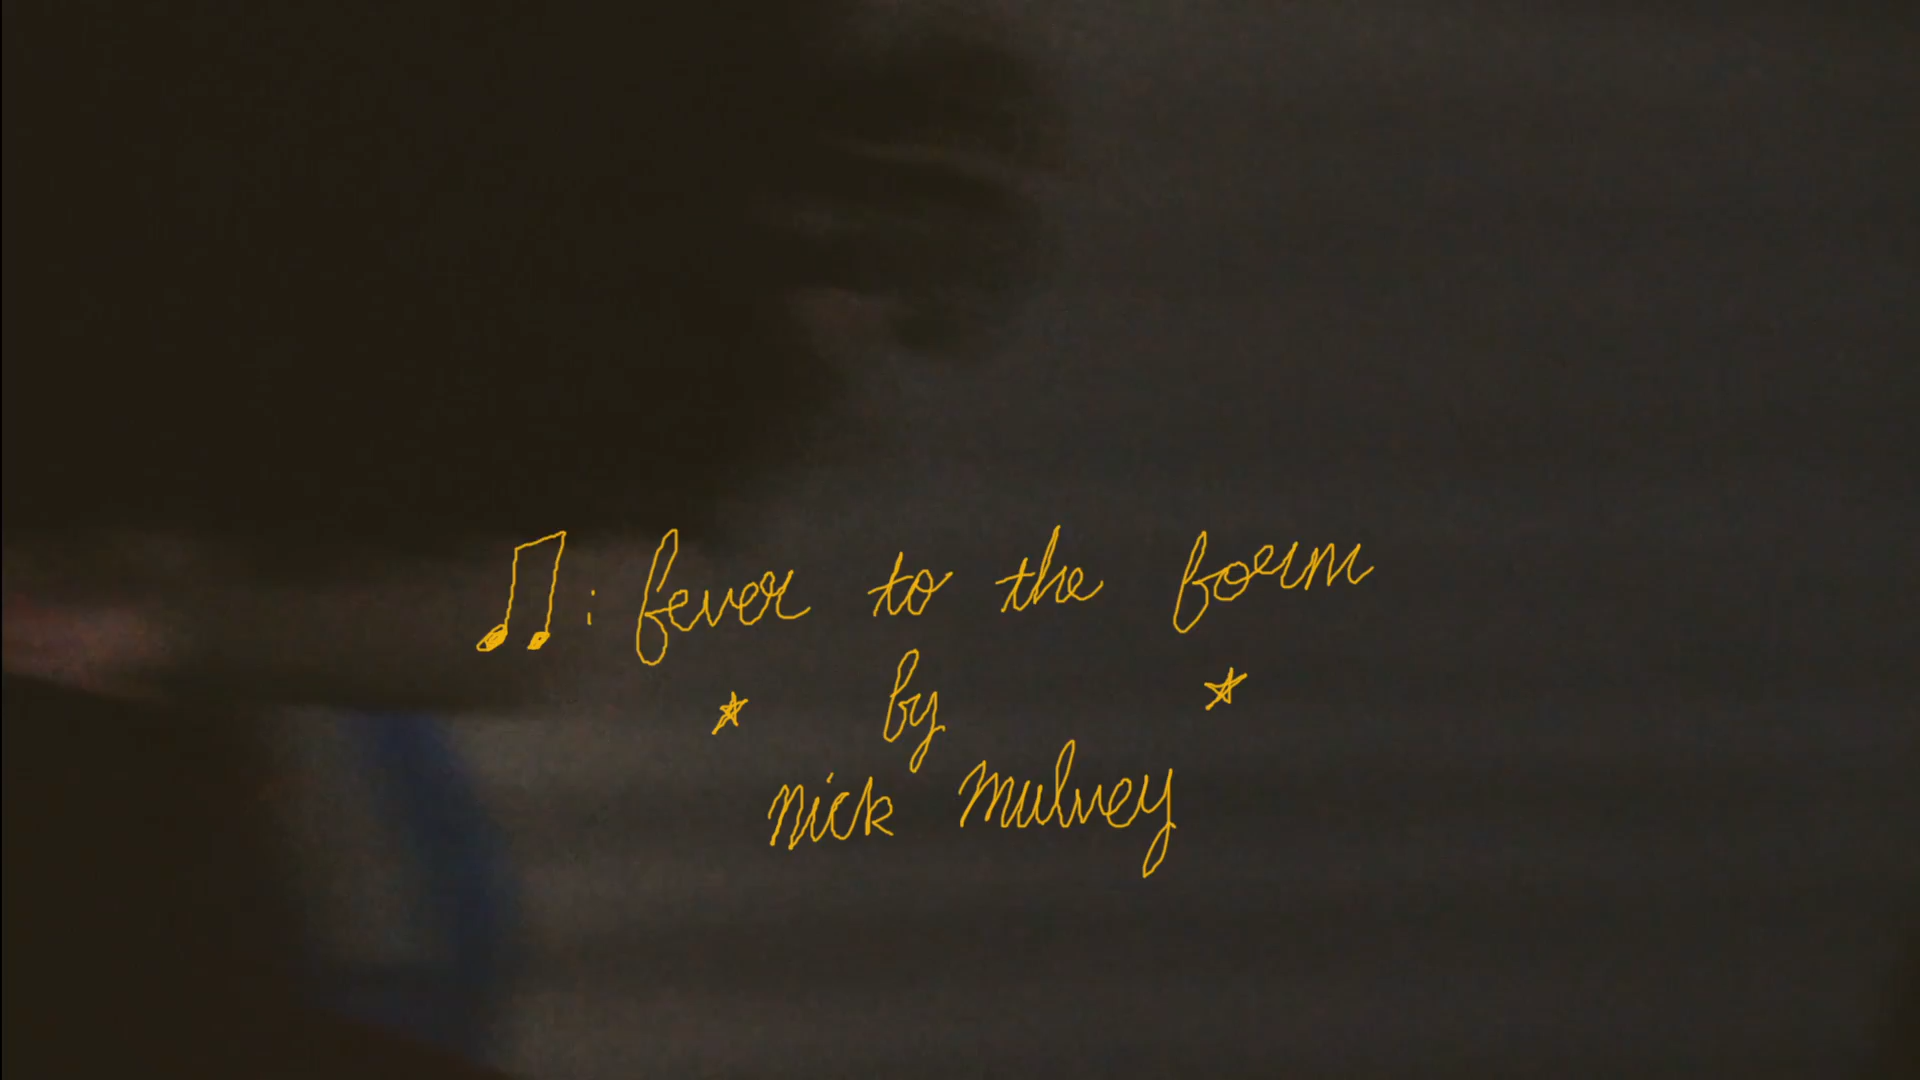 ♫: fever to the form
by
nick mulvey